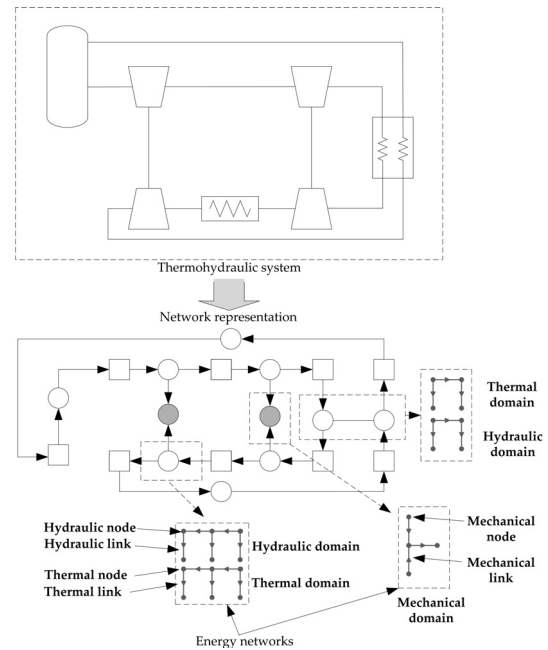 Thermohydraulic system
Network representation
Thermal
domain
Hydraulic
domain
Hydraulic node
Hydraulic link
Hydraulic domain
Thermal node
Thermal link
Thermal domain
Mechanical
node
Mechanical
link
Mechanical
domain
Energy networks